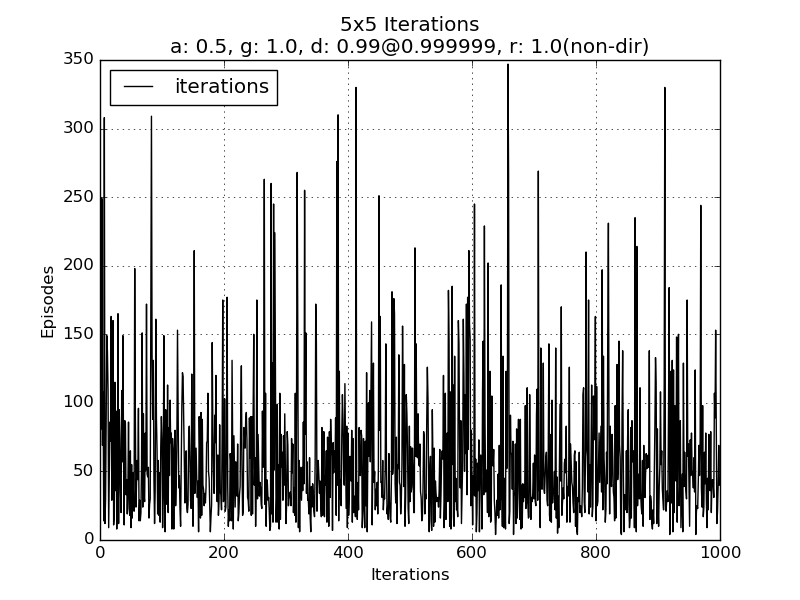 5x5 Iterations
a: 0.5, g: 1.0, d: 0.99@0.999999, r: 1.0(non-dir)
iterations
Episodes
350
300
250
200
150
100
50
0
0 200 400 600 800 1000
Iterations